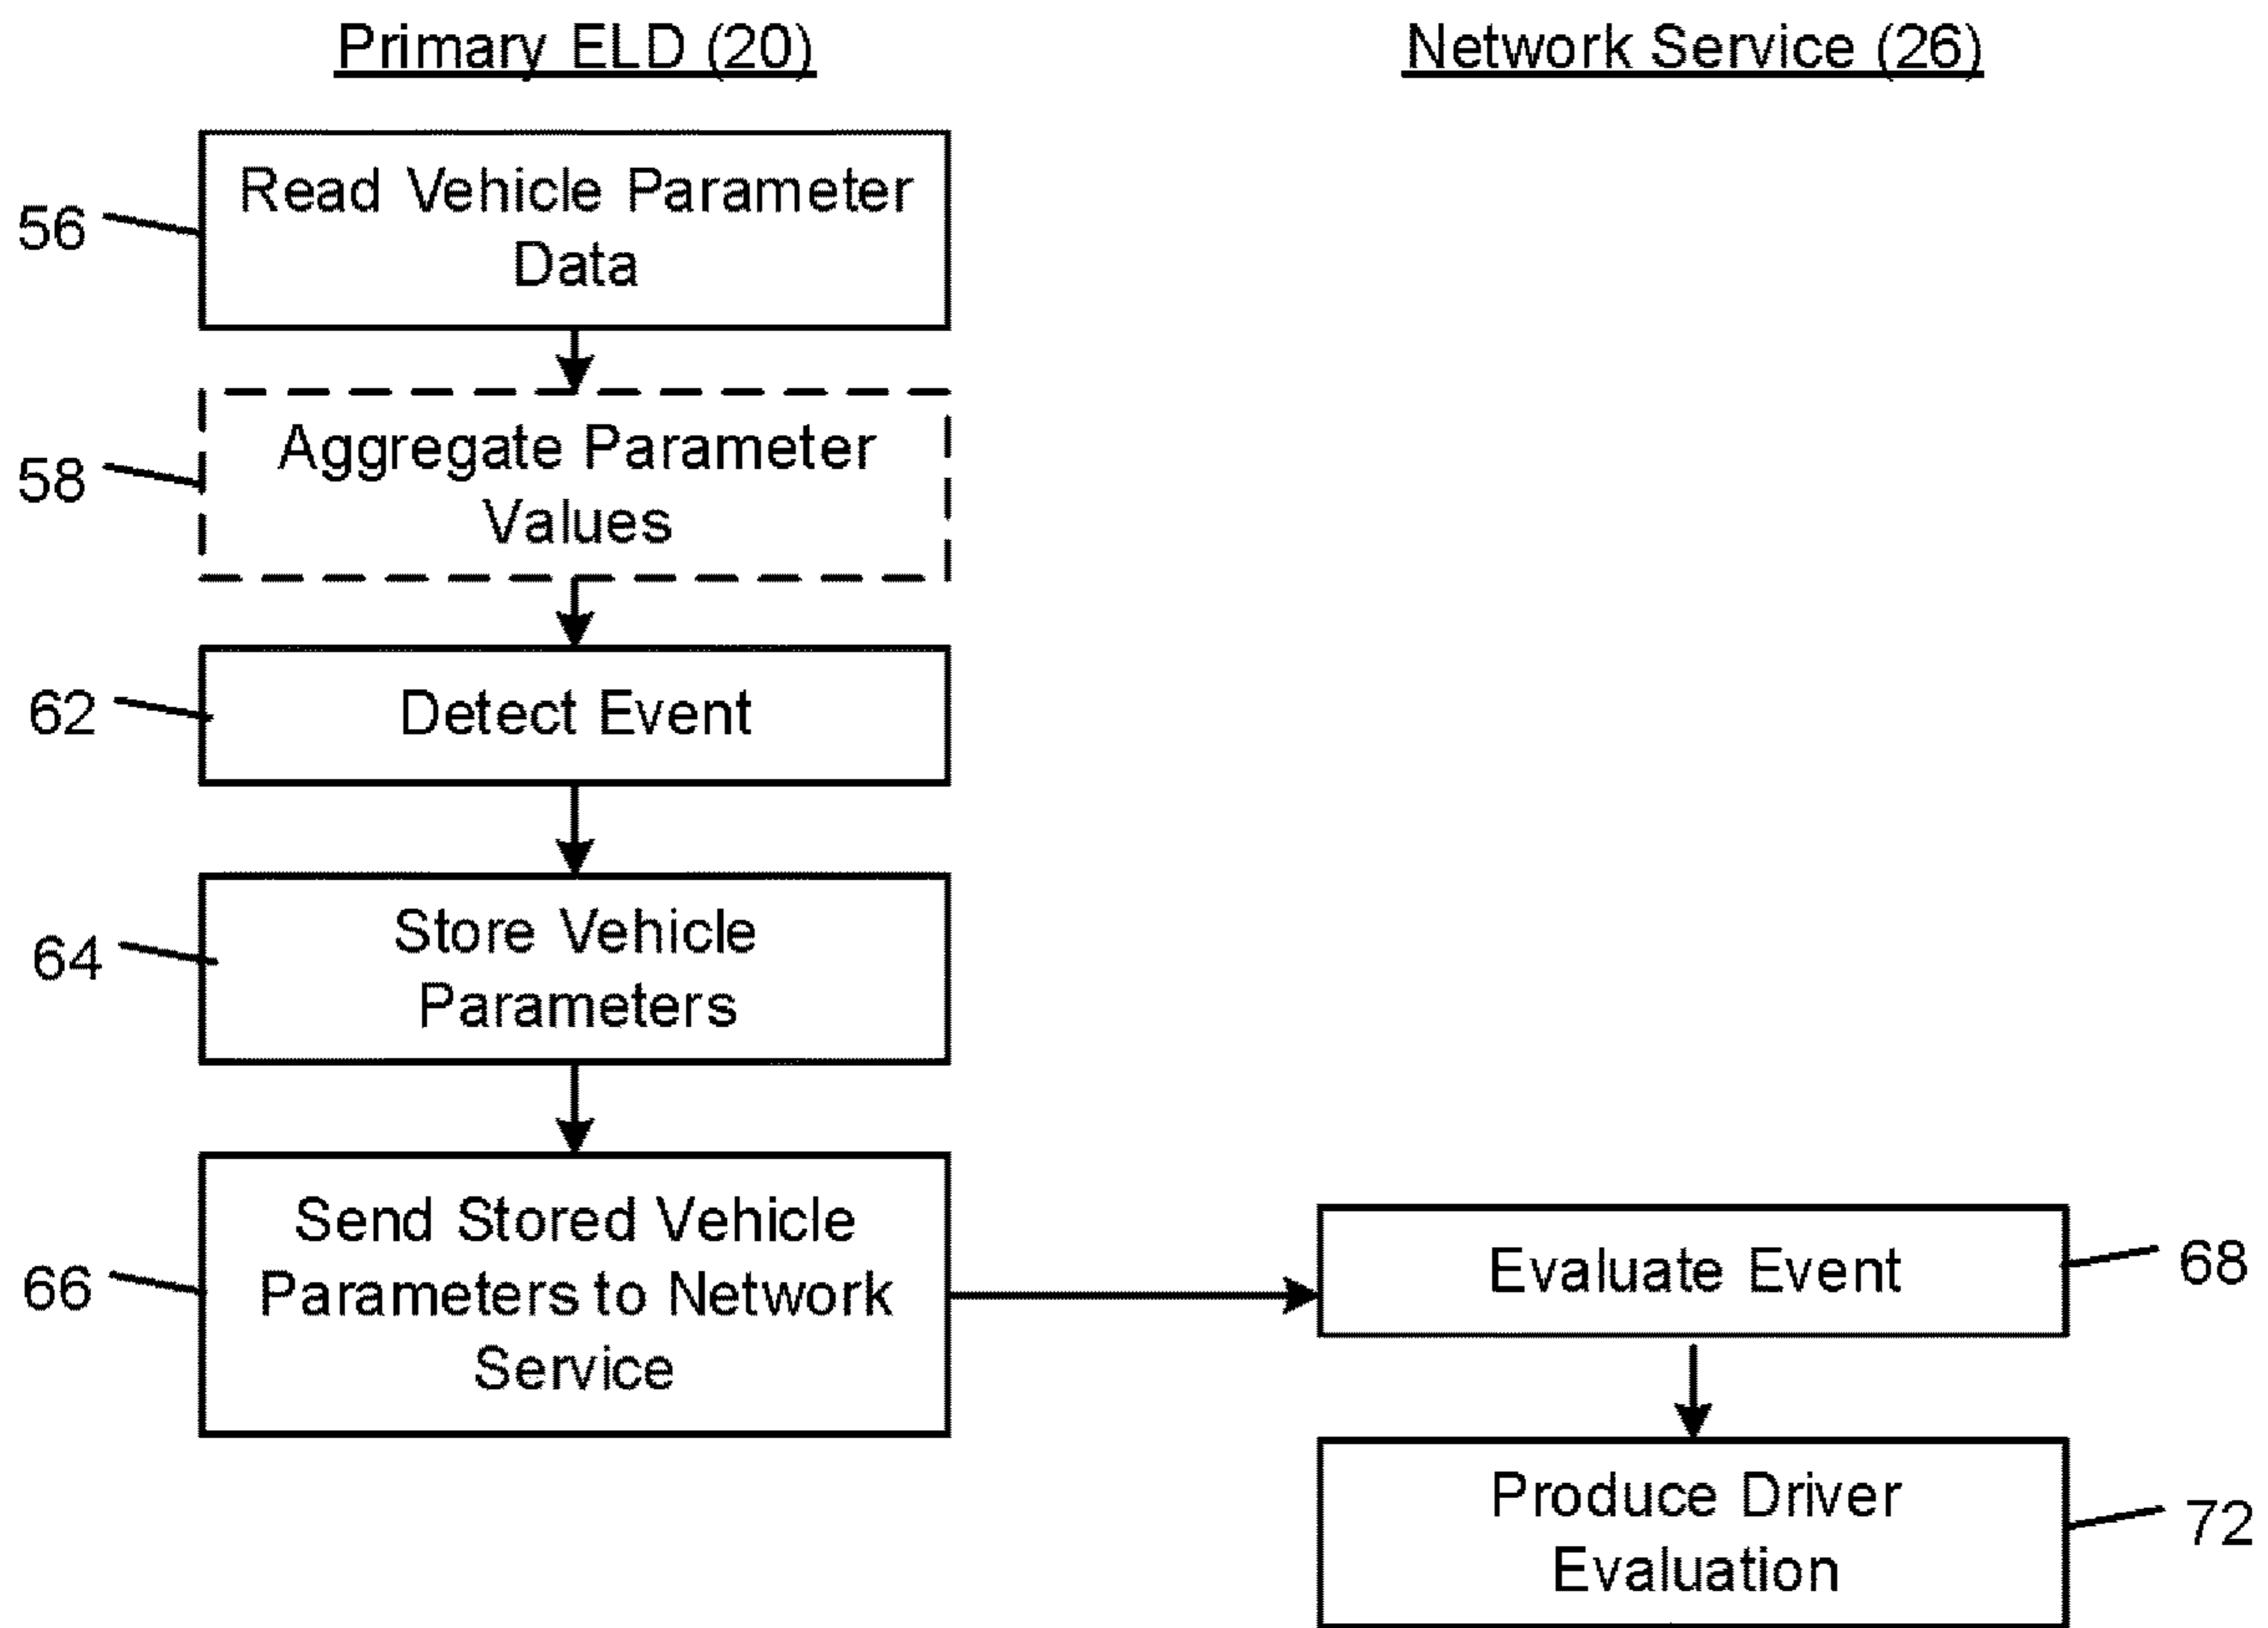 Primary ELD (20)
Network Service (26)
56
Read Vehicle Parameter
Data
58
Aggregate Parameter
Values
62
Detect Event
64
Store Vehicle
Parameters
66
Send Stored Vehicle
Parameters to Network
Service
Evaluate Event
68
Produce Driver
Evaluation
72